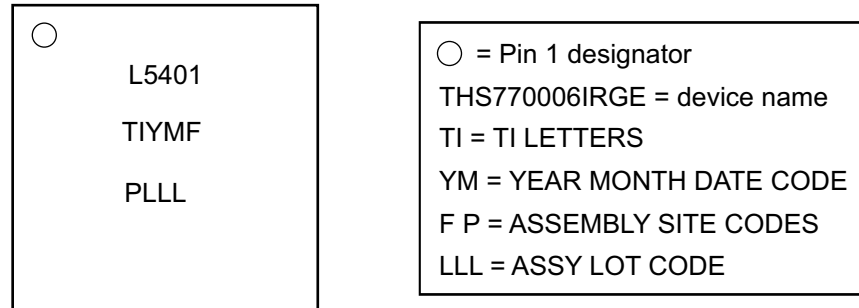 L5401
TIYMF
PLLL
= Pin 1 designator
THS770006IRGE = device name
TI = TI LETTERS
YM = YEAR MONTH DATE CODE
F P = ASSEMBLY SITE CODES
LLL = ASSY LOT CODE